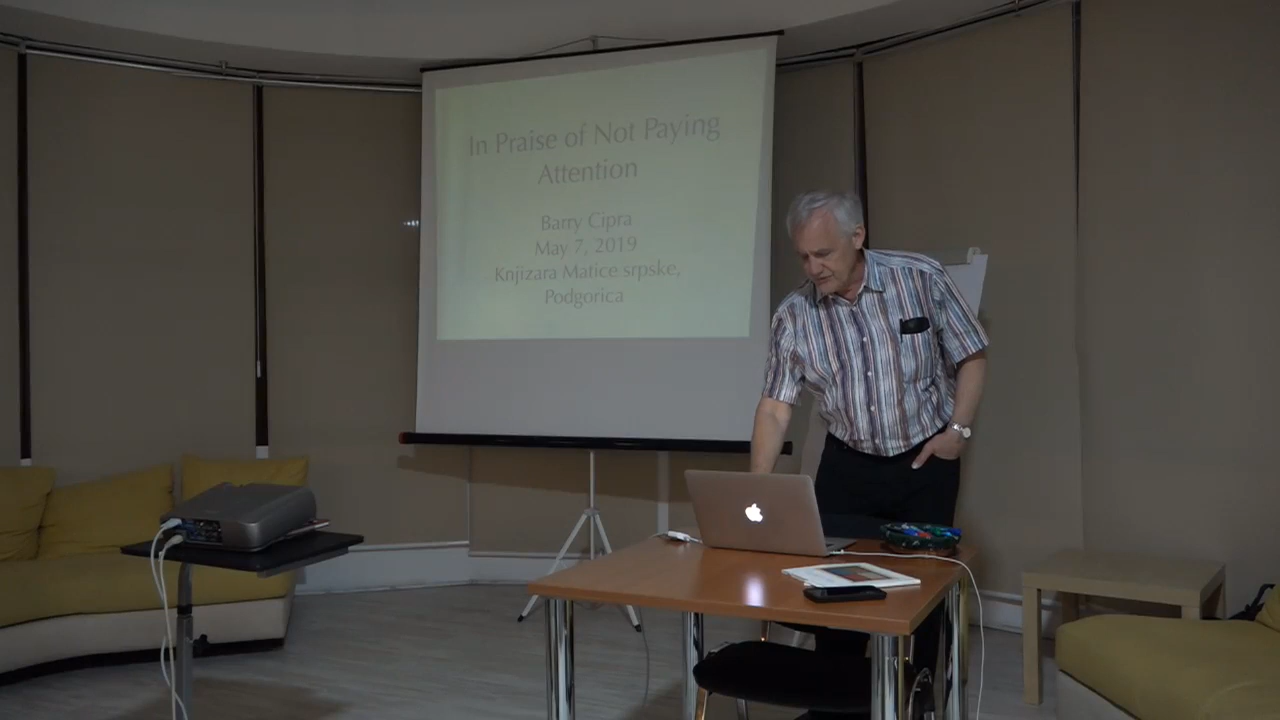 In Praise of Not Paying
Attention
Barry Cipra
May 7, 2019
Knjizara Matice srpske,
Podgorica